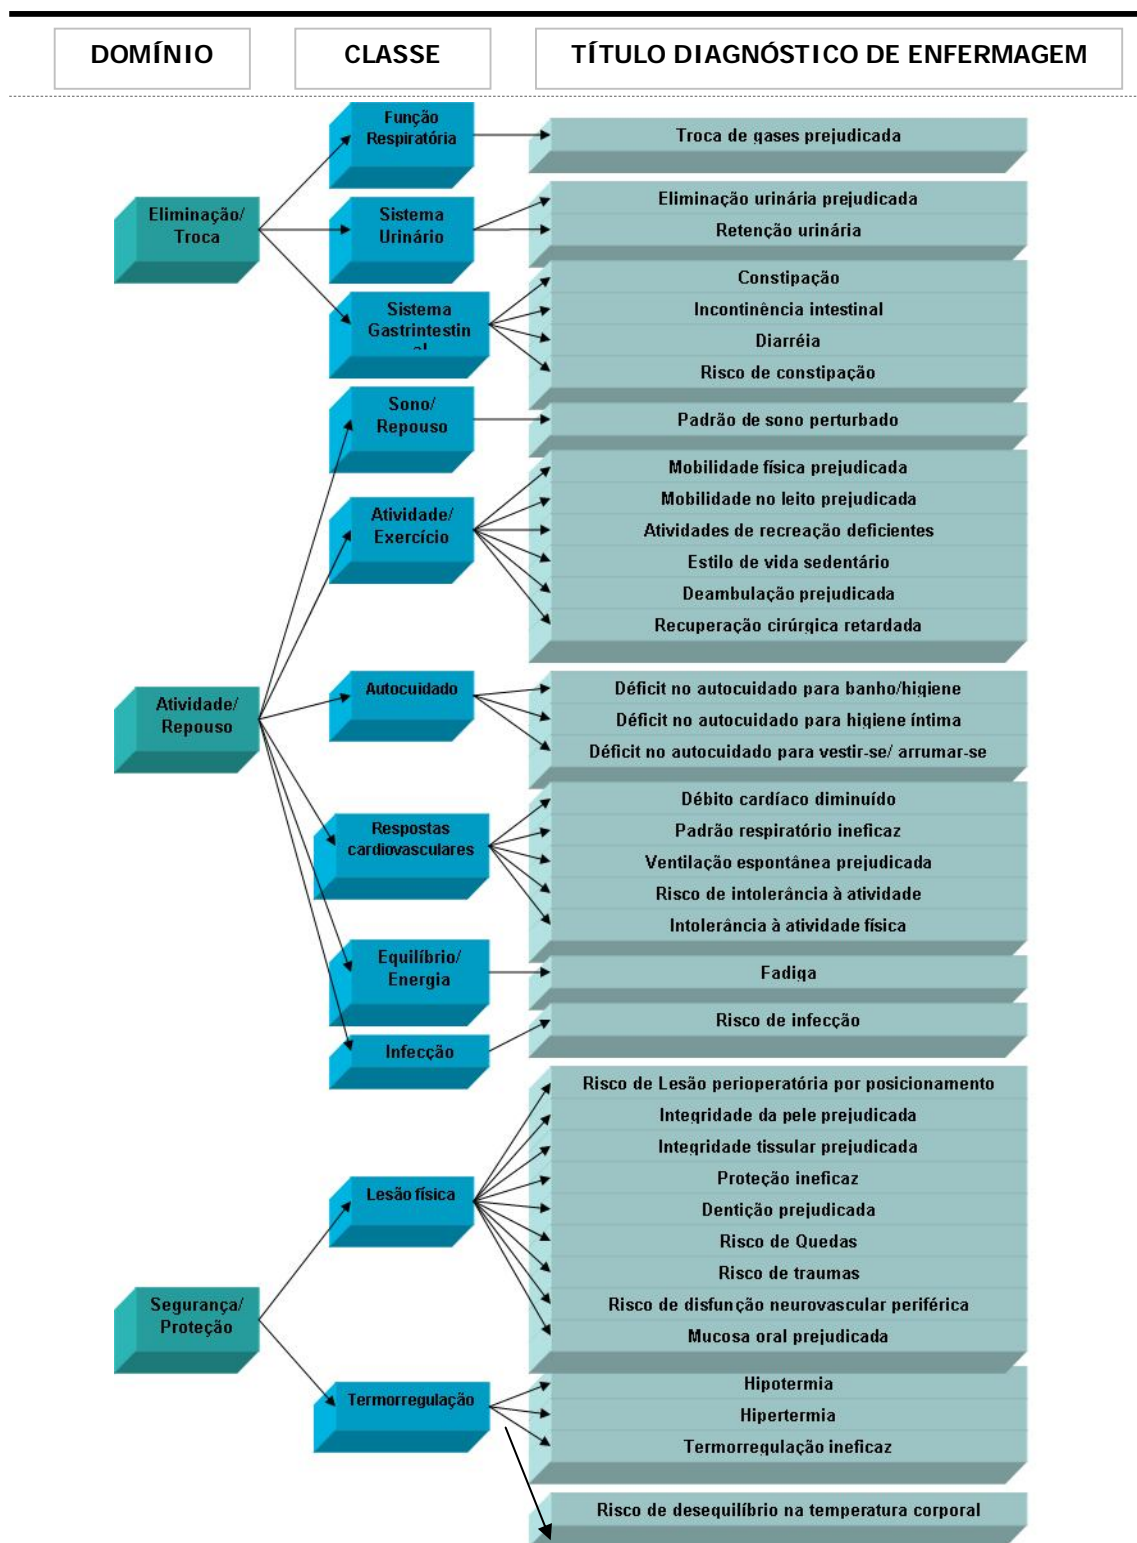 DOMÍNIO
CLASSE
TÍTULO DIAGNÓSTICO DE ENFERMAGEM
Eliminação/
Troca
Função
Respiratória
Troca de gases prejudicada
Sistema
Urinário
Eliminação urinária prejudicada
Retenção urinária
Sistema
Gastrintestin
al
Constipação
Incontinência intestinal
Diarréia
Risco de constipação
Atividade/
Repouso
Sono/
Repouso
Padrão de sono perturbado
Atividade/
Exercício
Mobilidade física prejudicada
Mobilidade no leito prejudicada
Atividades de recreação deficientes
Estilo de vida sedentário
Deambulação prejudicada
Recuperação cirúrgica retardada
Autocuidado
Déficit no autocuidado para banho/higiene
Déficit no autocuidado para higiene íntima
Déficit no autocuidado para vestir-se/ arrumar-se
Respostas
cardiovasculares
Débito cardíaco diminuído
Padrão respiratório ineficaz
Ventilação espontânea prejudicada
Risco de intolerância à atividade
Intolerância à atividade física
Equilíbrio/
Energia
Fadiga
Infecção
Risco de infecção
Segurança/
Proteção
Lesão física
Risco de Lesão perioperatória por posicionamento
Integridade da pele prejudicada
Integridade tissular prejudicada
Proteção ineficaz
Dentição prejudicada
Risco de Quedas
Risco de traumas
Risco de disfunção neurovascular periférica
Mucosa oral prejudicada
Termorregulação
Hipotermia
Hipertermia
Termorregulação ineficaz
Risco de desequilíbrio na temperatura corporal